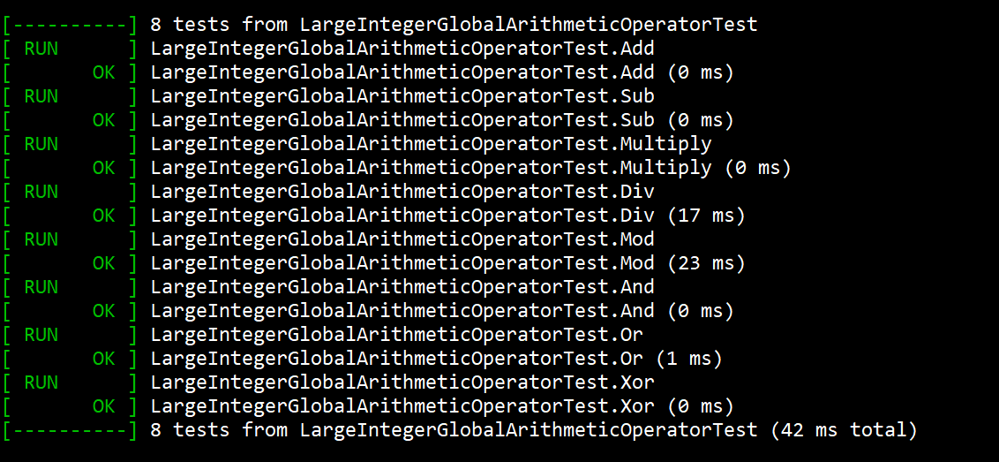 [----------] 8 tests from LargeIntegerGlobalArithmeticOperatorTest
[ RUN      ] LargeIntegerGlobalArithmeticOperatorTest.Add
[       OK ] LargeIntegerGlobalArithmeticOperatorTest.Add (0 ms)
[ RUN      ] LargeIntegerGlobalArithmeticOperatorTest.Sub
[       OK ] LargeIntegerGlobalArithmeticOperatorTest.Sub (0 ms)
[ RUN      ] LargeIntegerGlobalArithmeticOperatorTest.Multiply
[       OK ] LargeIntegerGlobalArithmeticOperatorTest.Multiply (0 ms)
[ RUN      ] LargeIntegerGlobalArithmeticOperatorTest.Div
[       OK ] LargeIntegerGlobalArithmeticOperatorTest.Div (17 ms)
[ RUN      ] LargeIntegerGlobalArithmeticOperatorTest.Mod
[       OK ] LargeIntegerGlobalArithmeticOperatorTest.Mod (23 ms)
[ RUN      ] LargeIntegerGlobalArithmeticOperatorTest.And
[       OK ] LargeIntegerGlobalArithmeticOperatorTest.And (0 ms)
[ RUN      ] LargeIntegerGlobalArithmeticOperatorTest.Or
[       OK ] LargeIntegerGlobalArithmeticOperatorTest.Or (1 ms)
[ RUN      ] LargeIntegerGlobalArithmeticOperatorTest.Xor
[       OK ] LargeIntegerGlobalArithmeticOperatorTest.Xor (0 ms)
[----------] 8 tests from LargeIntegerGlobalArithmeticOperatorTest (42 ms total)